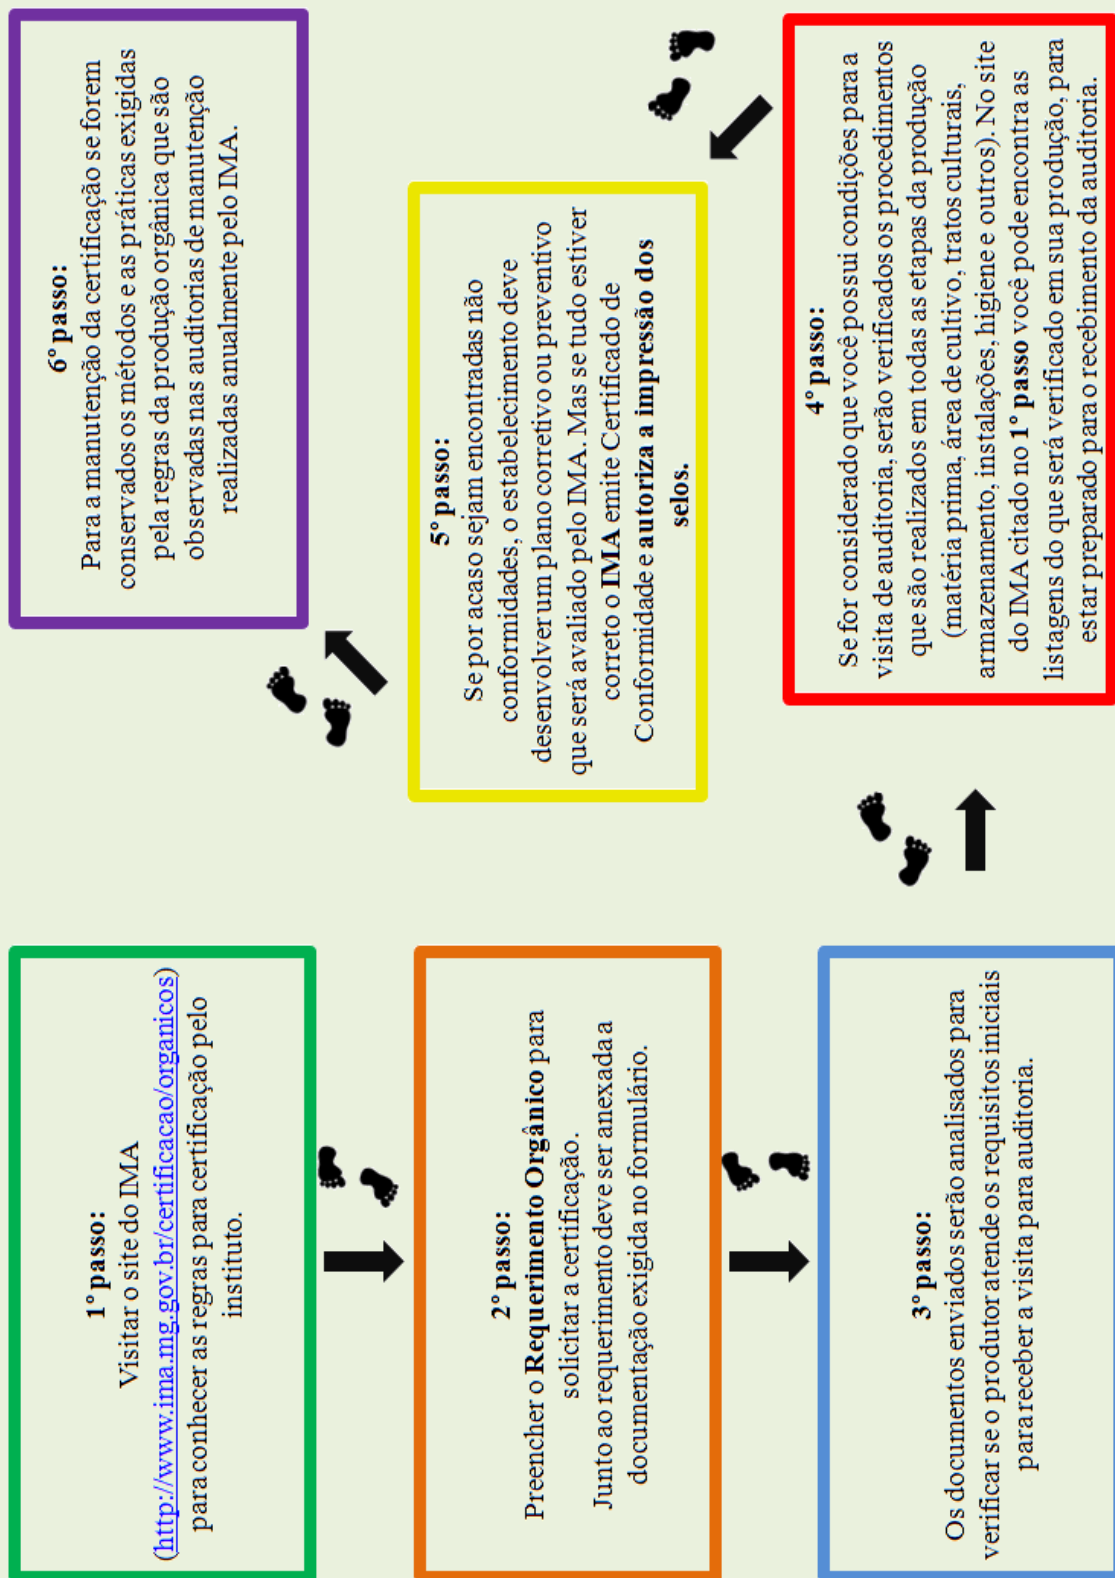 1º passo:
Visitar o site do IMA
(http://www.ima.mg.gov.br/certificacao/organicos)
para conhecer as regras para certificação pelo
instituto.
2º passo:
Preencher o Requerimento Orgânico para
solicitar a certificação.
Junto ao requerimento deve ser anexada a
documentação exigida no formulário.
3º passo:
Os documentos enviados serão analisados para
verificar se o produtor atende os requisitos iniciais
para receber a visita para auditoria.
4º passo:
Se for considerado que você possui condições para a
visita de auditoria, serão verificados os procedimentos
que são realizados em todas as etapas da produção
(matéria prima, área de cultivo, tratos culturais,
armazenamento, instalações, higiene e outros). No site
do IMA citado no 1º passo você pode encontra as
listagens do que será verificado em sua produção, para
estar preparado para o recebimento da auditoria.
5º passo:
Se por acaso sejam encontradas não
conformidades, o estabelecimento deve
desenvolver um plano corretivo ou preventivo
que será avaliado pelo IMA. Mas se tudo estiver
correto o IMA emite Certificado de
Conformidade e autoriza a impressão dos
selos.
6º passo:
Para a manutenção da certificação se forem
conservados os métodos e as práticas exigidas
pela regras da produção orgânica que são
observadas nas auditorias de manutenção
realizadas anualmente pelo IMA.